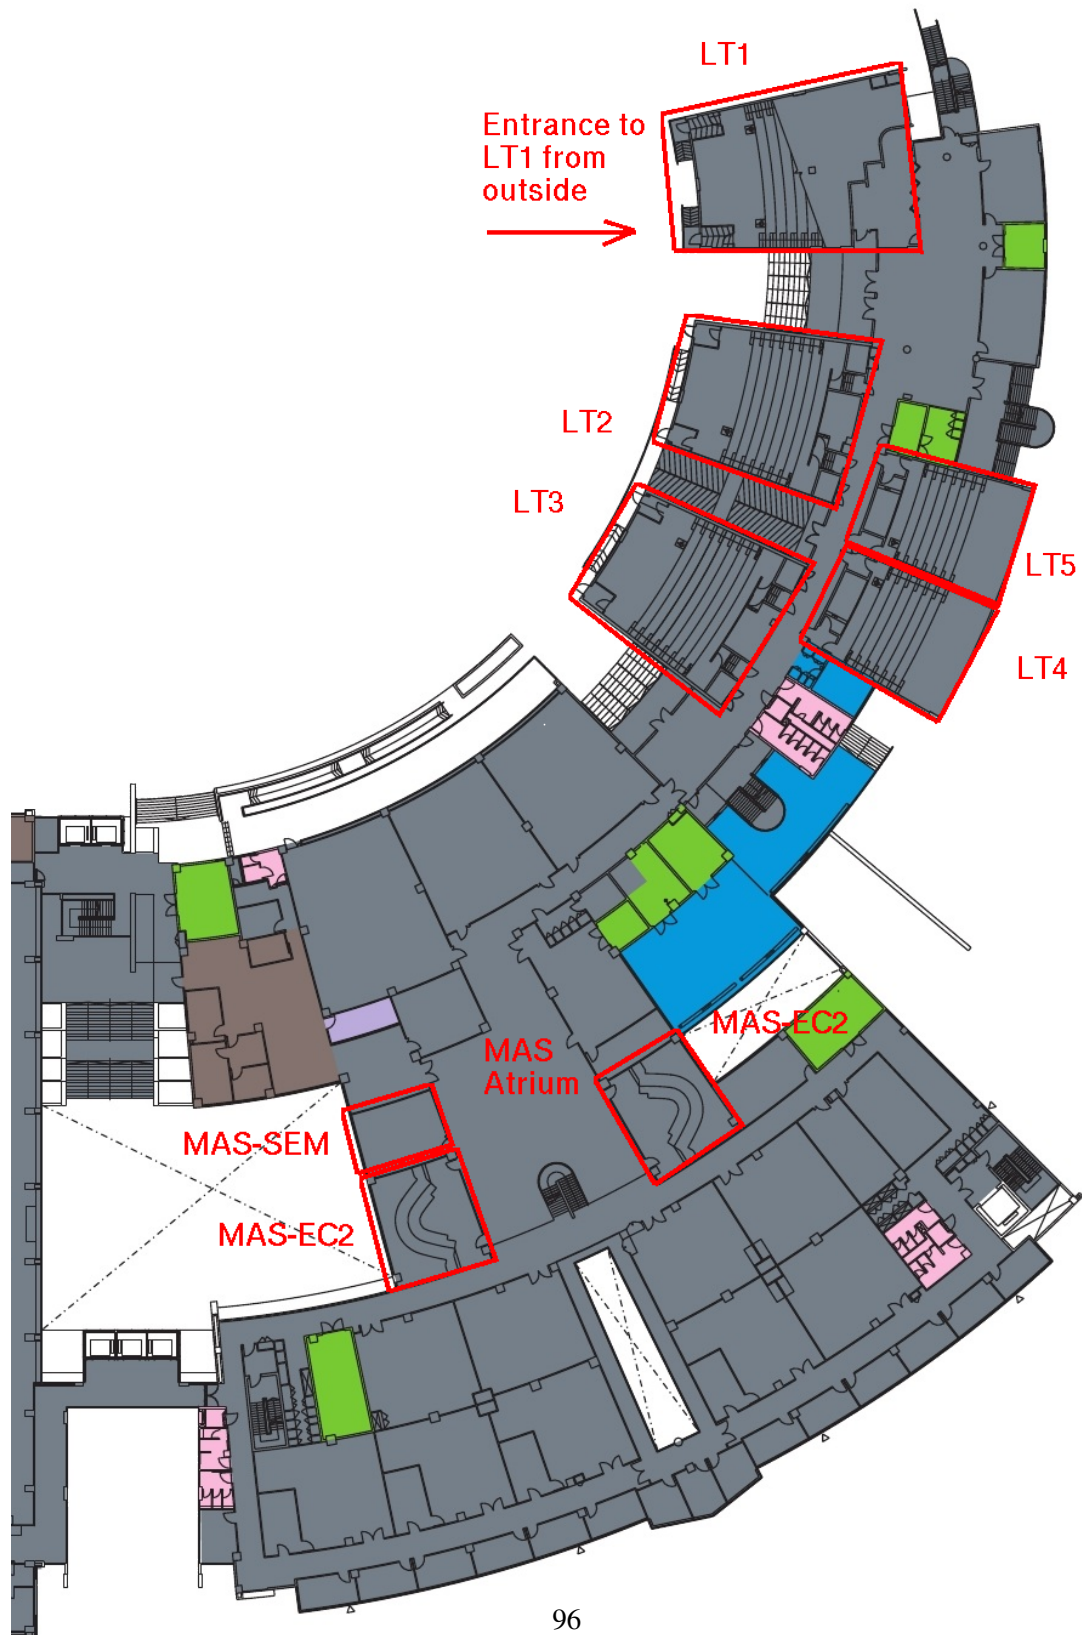 LT1
Entrance to
LT1 from
outside
LT2
LT3
LT5
LT4
MAS-EC2
MAS
Atrium
MAS-SEM
MAS-EC2
96